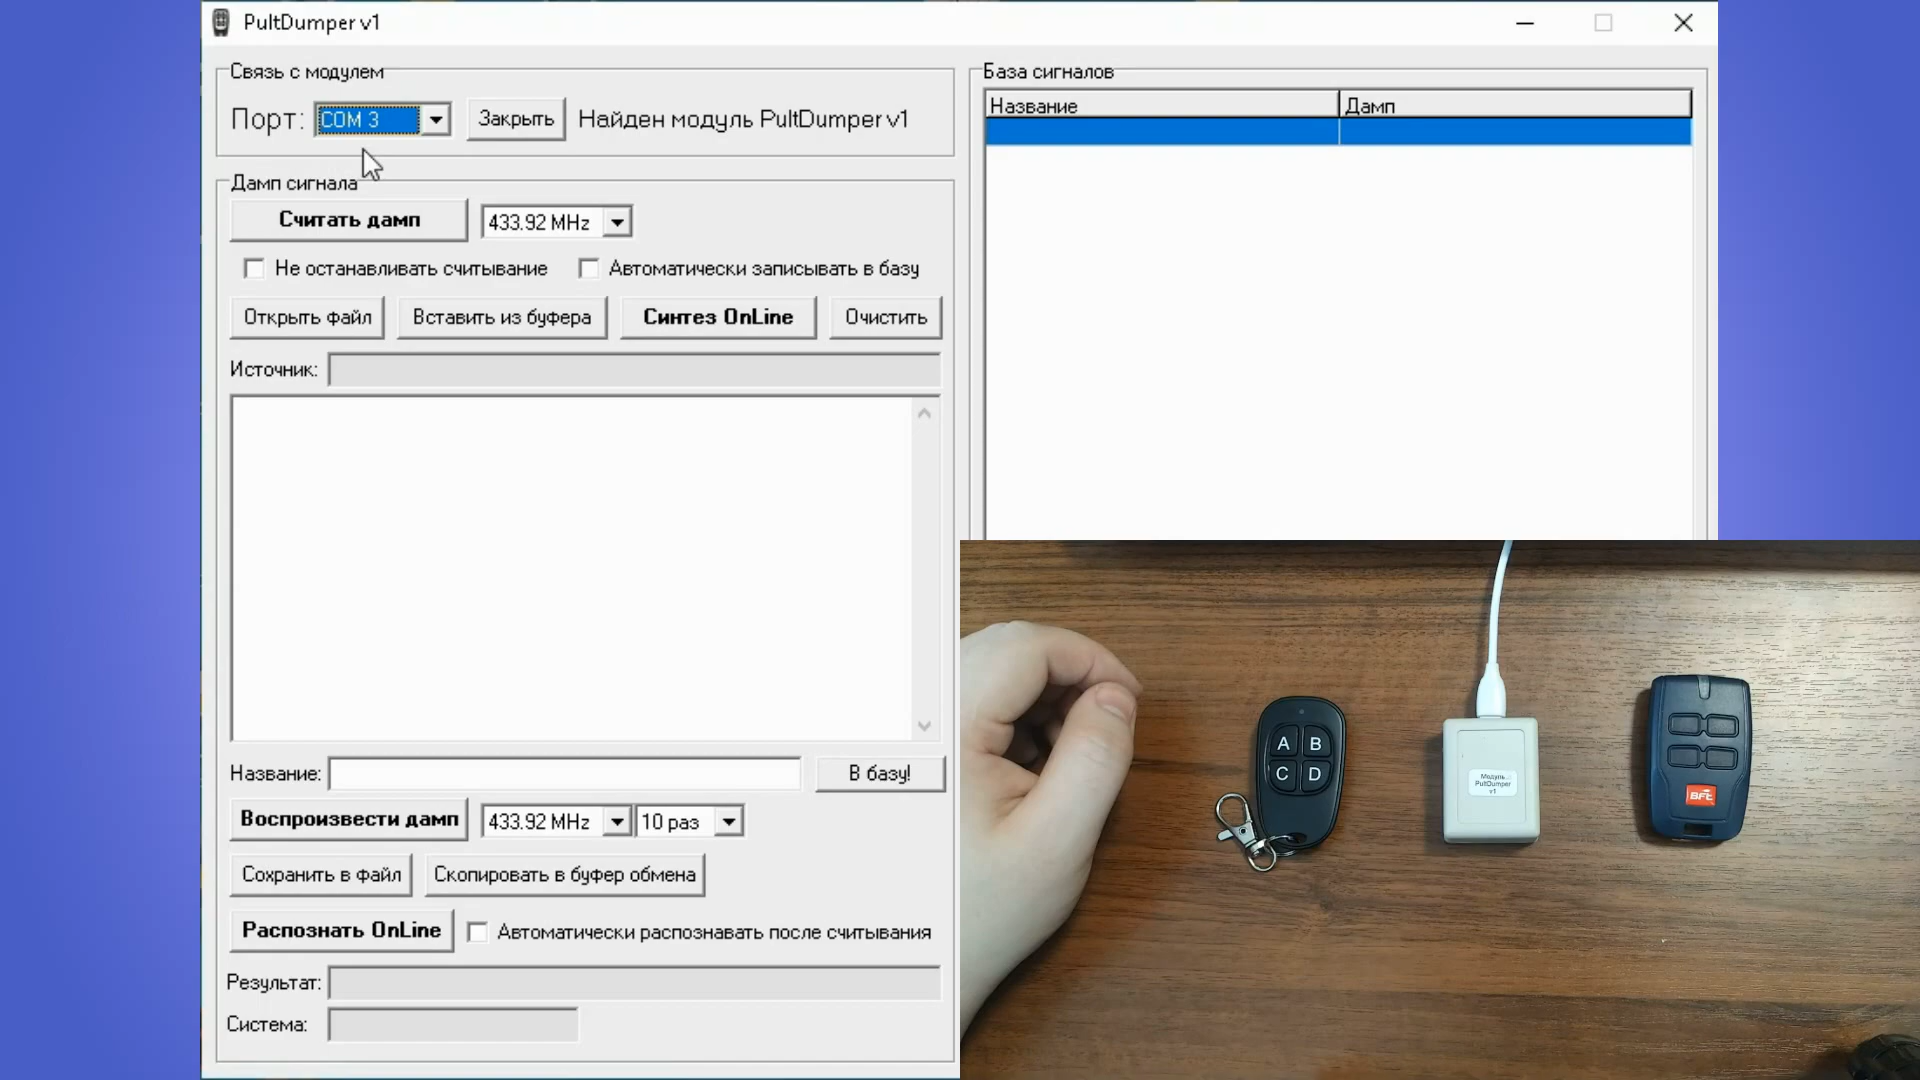 PultDumper v1
Связь с модулем
Порт: COM 3 Закрыть Найден модуль PultDumper v1
Дамп сигнала
Считать дамп 433.92 MHz
Не останавливать считывание Автоматически записывать в базу
Открыть файл Вставить из буфера Синтез OnLine Очистить
Источник:
Название: В базу!
Воспроизвести дамп 433.92 MHz 10 раз
Сохранить в файл Скопировать в буфер обмена
Распознать OnLine Автоматически распознавать после считывания
Результат:
Система:
База сигналов
Название Дамп
A B
C D
Модуль
PultDumper
v1
BFT